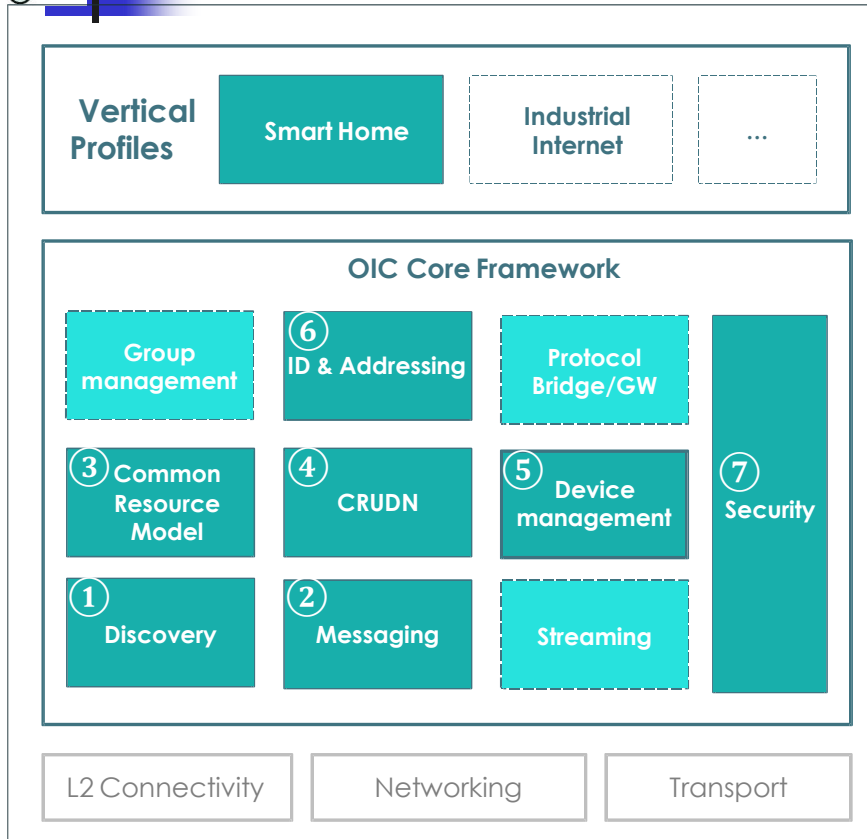 Vertical
Profiles
Smart Home
Industrial
Internet
...
OIC Core Framework
Group
management
⑥
ID & Addressing
Protocol
Bridge/GW
③
Common
Resource
Model
④
CRUDN
⑤
Device
management
⑦
Security
①
Discovery
②
Messaging
Streaming
L2 Connectivity
Networking
Transport